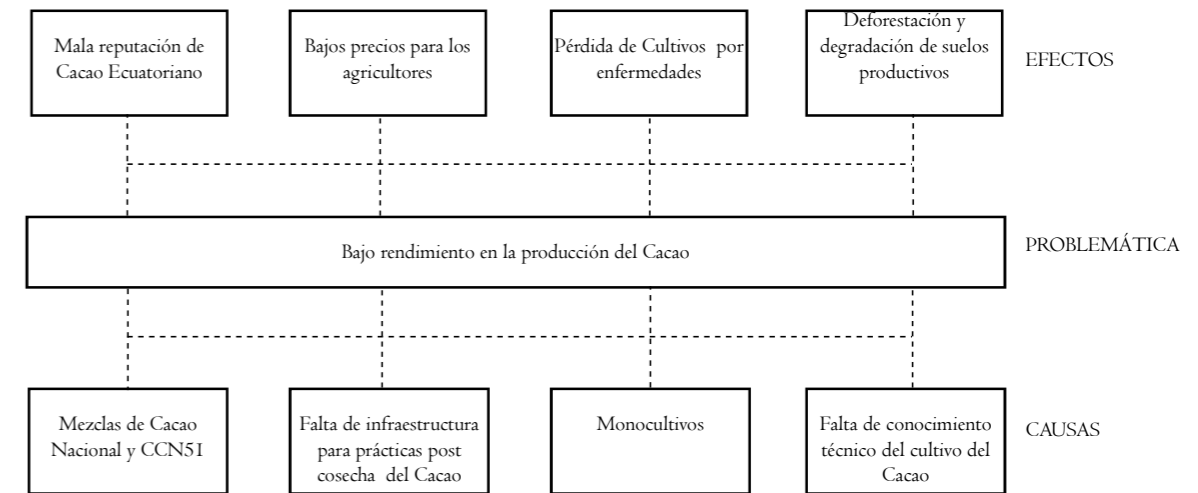 Mala reputación de
Cacao Ecuatoriano
Bajos precios para los
agricultores
Pérdida de Cultivos por
enfermedades
Deforestación y
degradación de suelos
productivos
EFECTOS
Bajo rendimiento en la producción del Cacao
PROBLEMÁTICA
Mezclas de Cacao
Nacional y CCN51
Falta de infraestructura
para prácticas post
cosecha del Cacao
Monocultivos
Falta de conocimiento
técnico del cultivo del
Cacao
CAUSAS